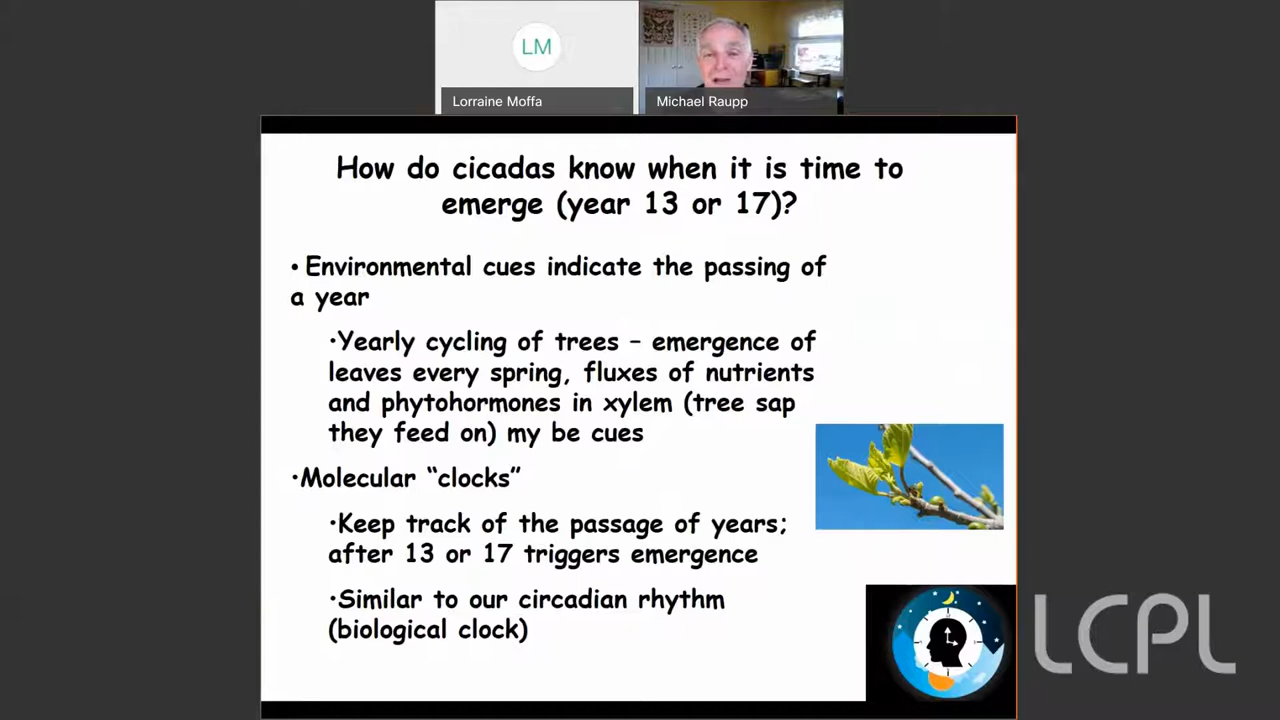 LM
Lorraine Moffa
Michael Raupp
How do cicadas know when it is time to
emerge (year 13 or 17)?
• Environmental cues indicate the passing of
a year
•Yearly cycling of trees – emergence of
leaves every spring, fluxes of nutrients
and phytohormones in xylem (tree sap
they feed on) my be cues
•Molecular “clocks”
•Keep track of the passage of years;
after 13 or 17 triggers emergence
•Similar to our circadian rhythm
(biological clock)
LCPL